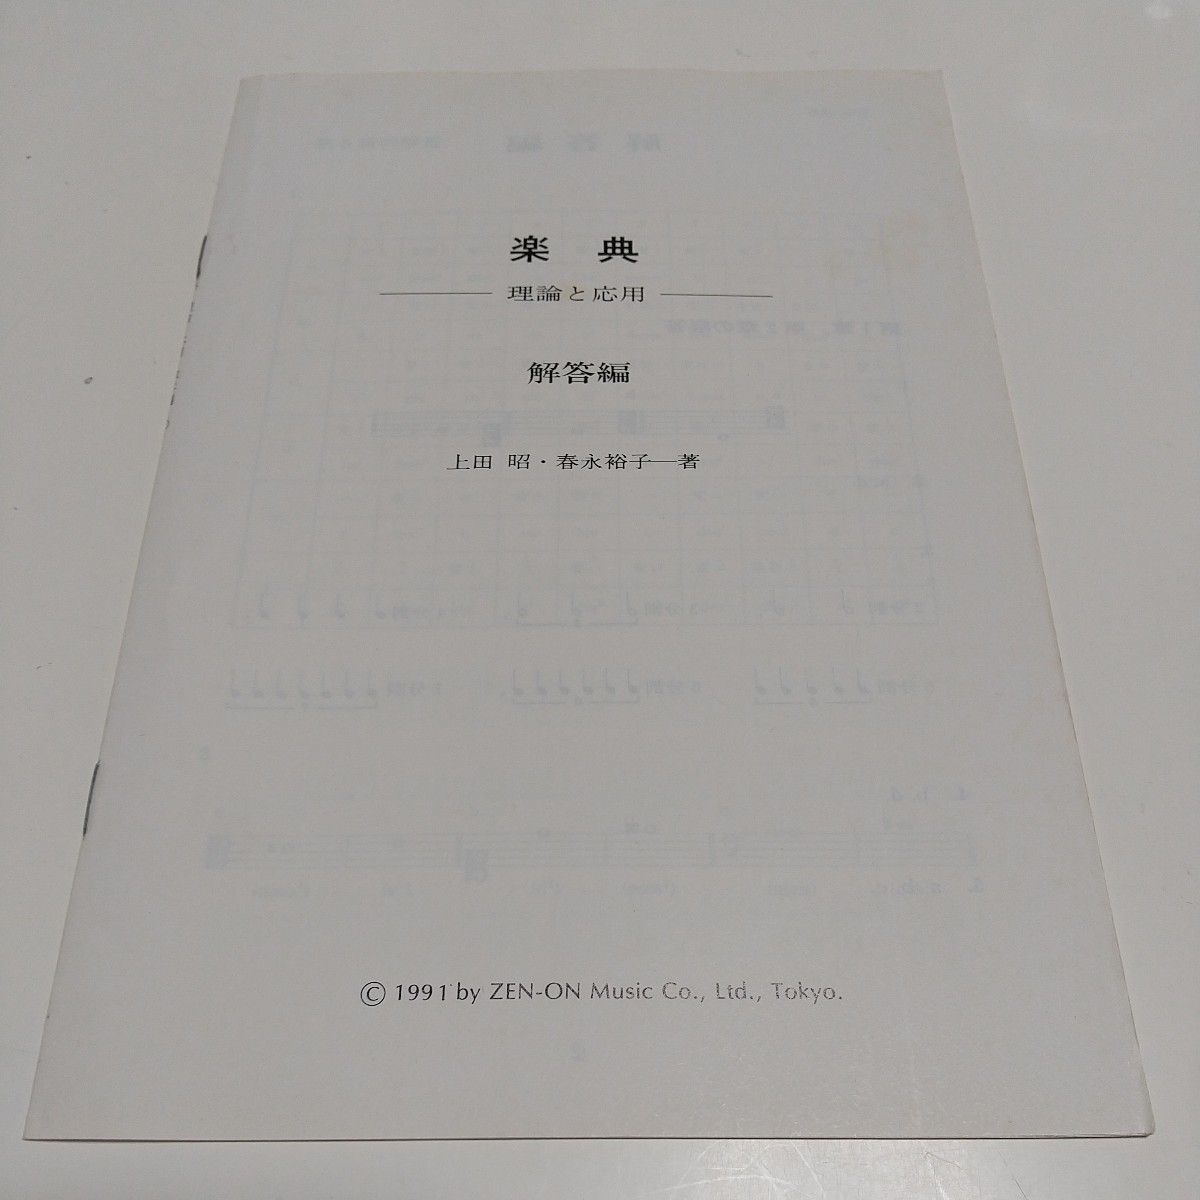 楽 典
理論と応用
解答編
上田 昭・春永裕子—著
© 1991 by ZEN-ON Music Co., Ltd., Tokyo.